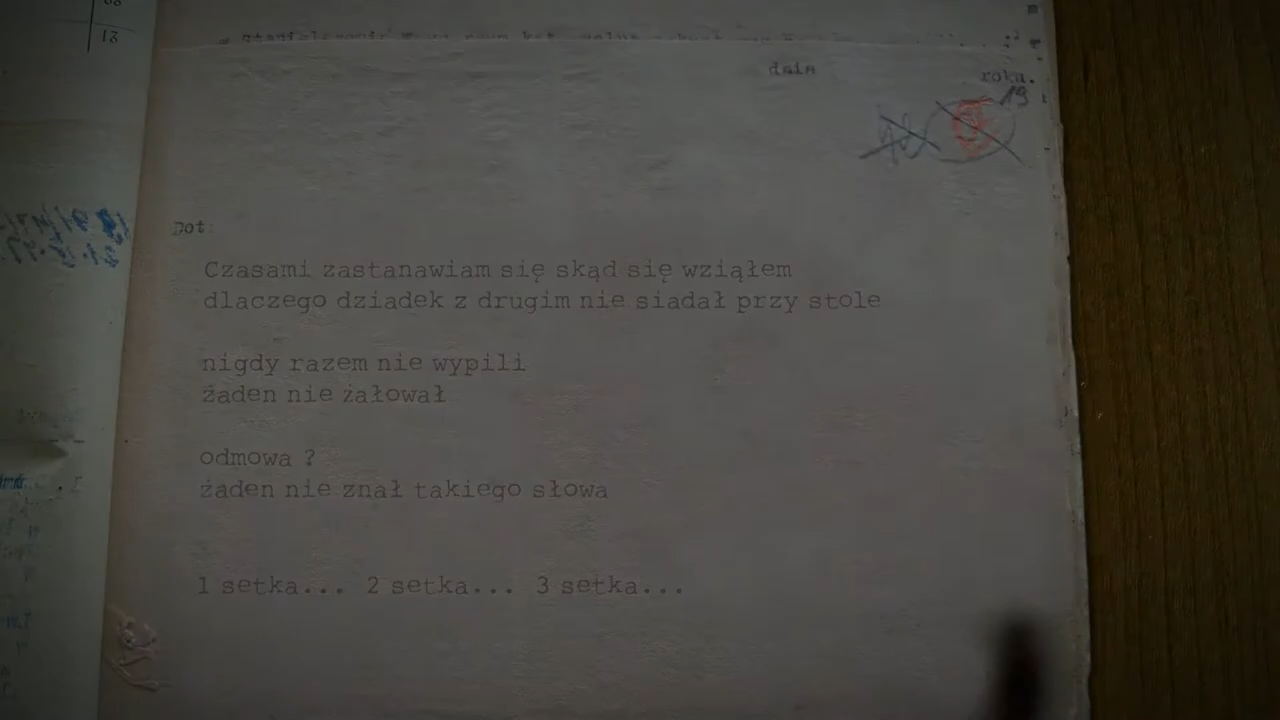 dnia
roku.
19
Dot:
Czasami zastanawiam się skąd się wziąłem
dlaczego dziadek z drugim nie siadał przy stole
nigdy razem nie wypili
żaden nie żałował
odmowa ?
żaden nie znał takiego słowa
1 setka... 2 setka... 3 setka...